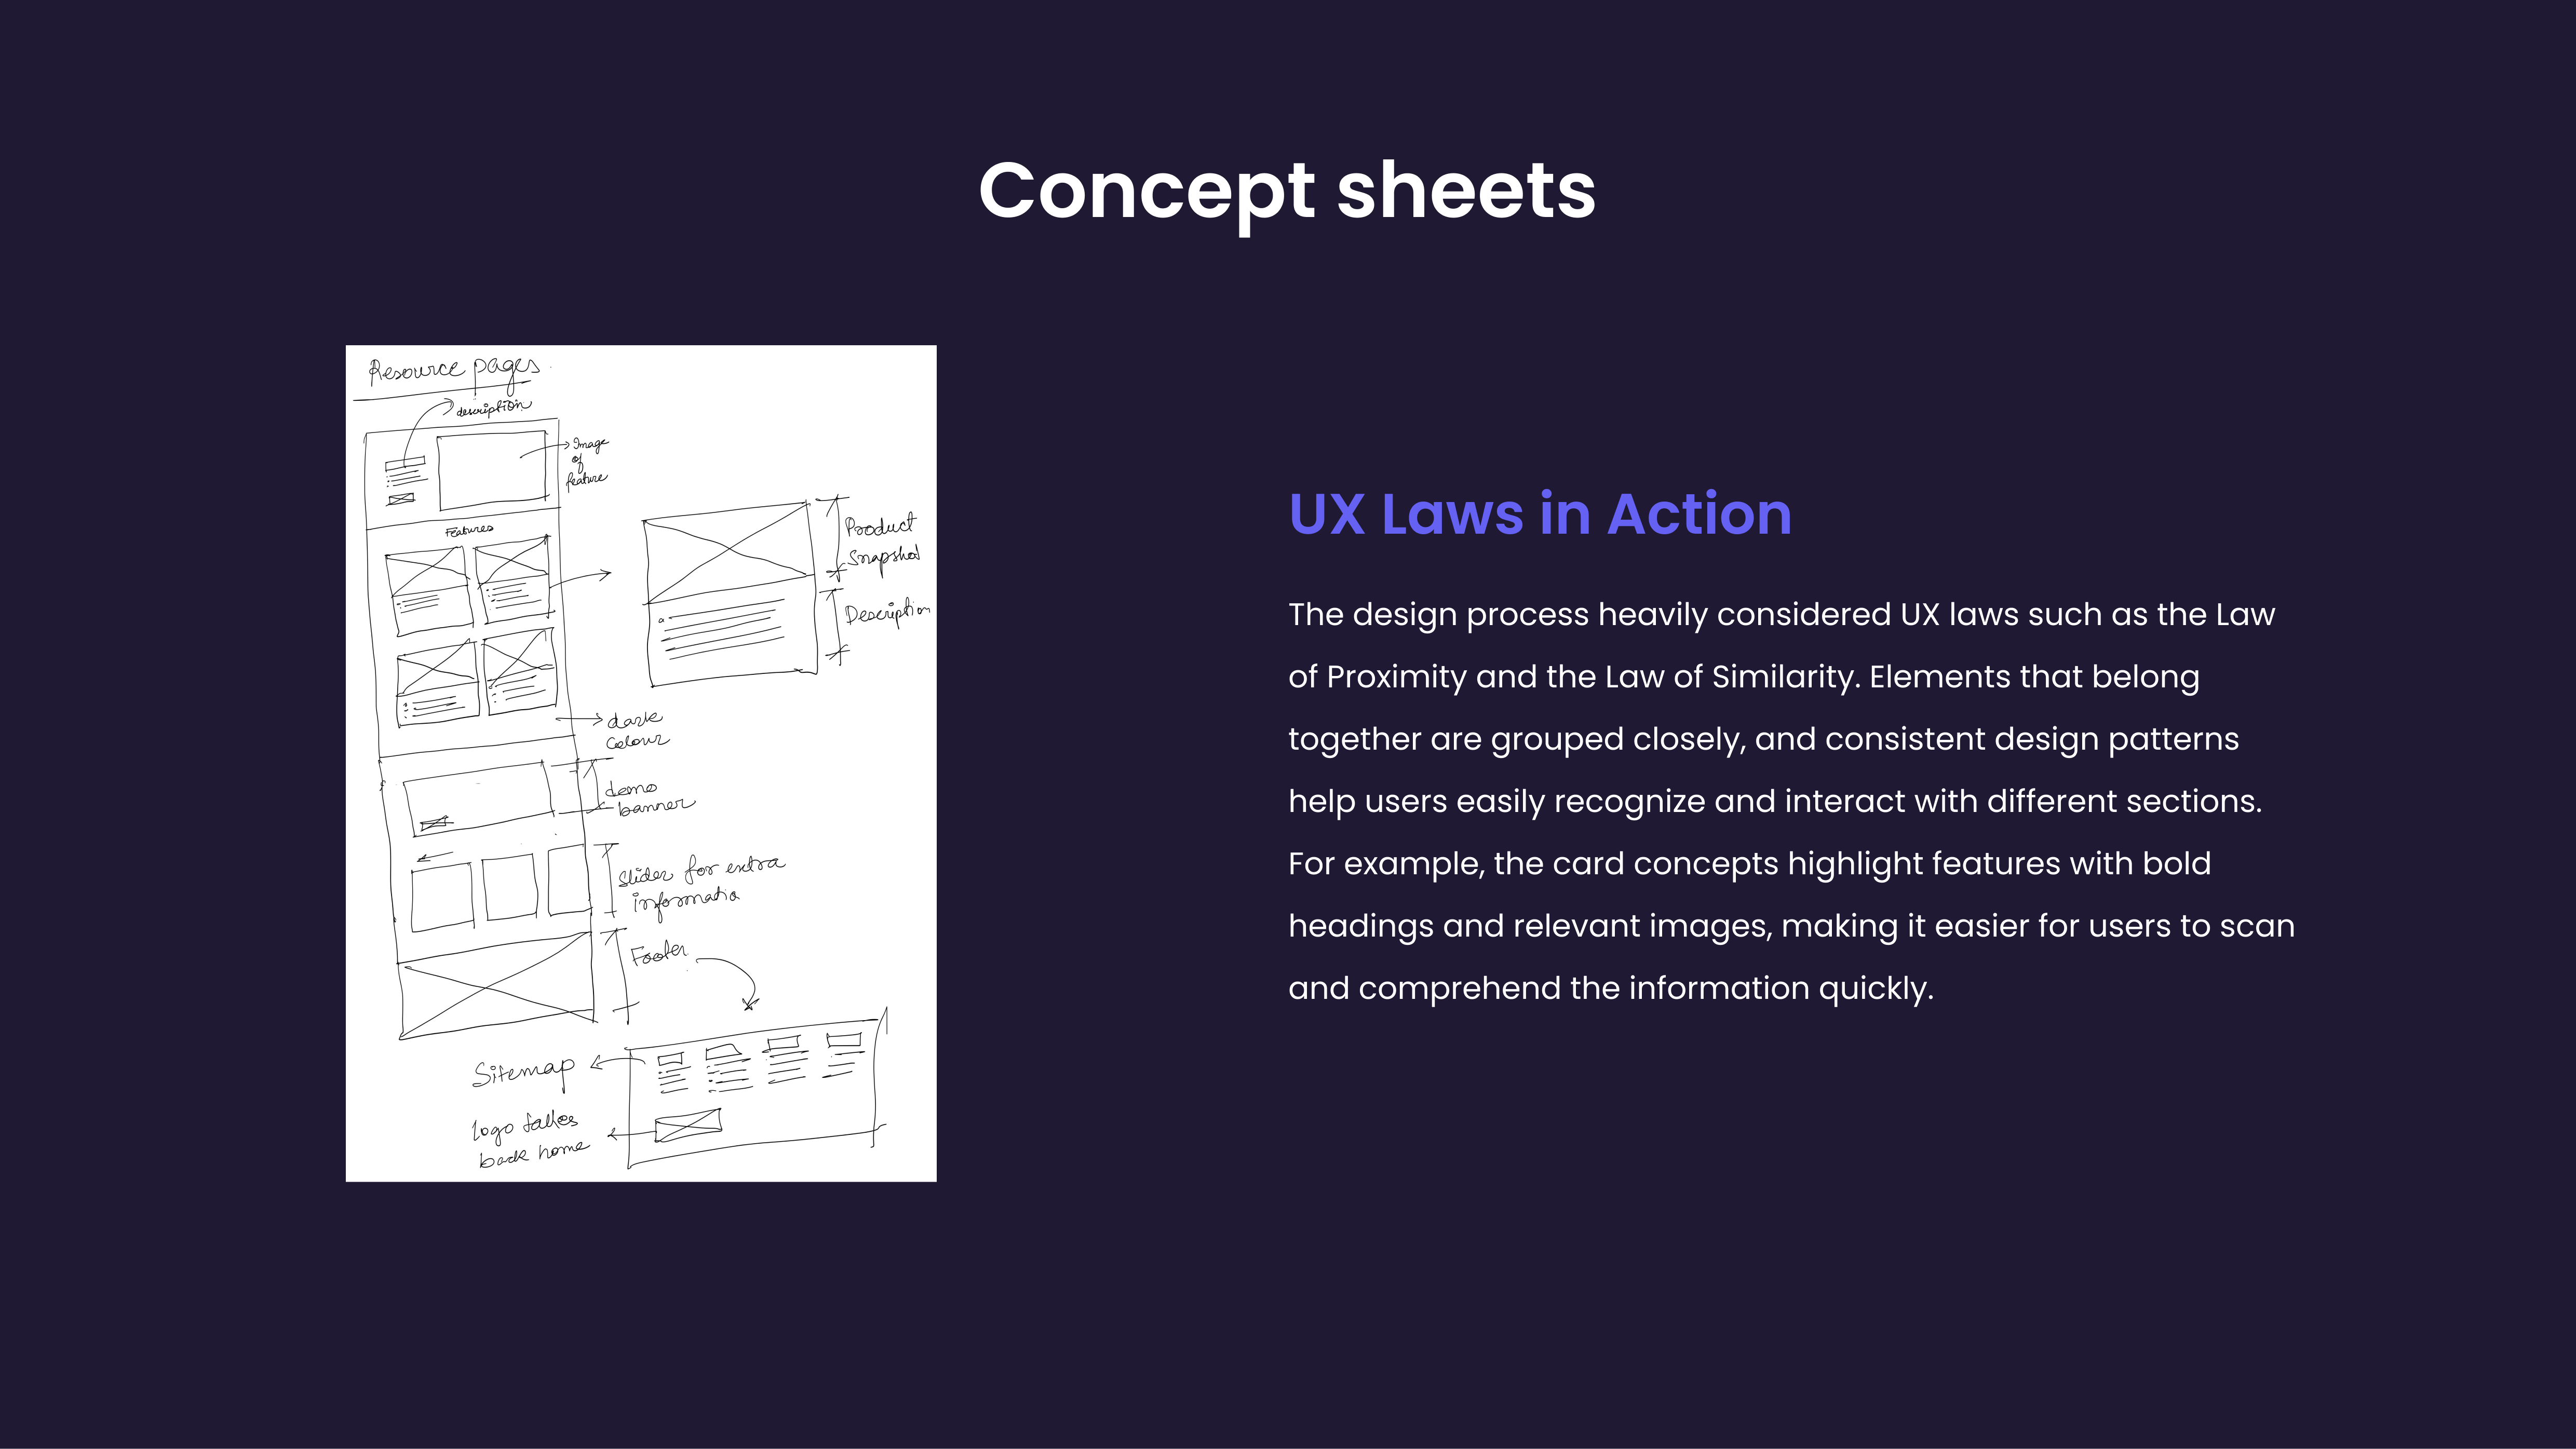 Concept sheets
Resource pages.
description
Image
of
feature
Features
Product
Snapshot
Description
dark
Colour
demo
banner
Slider for extra
informatio
Footer
Sitemap
logo takes
back home
UX Laws in Action
The design process heavily considered UX laws such as the Law
of Proximity and the Law of Similarity. Elements that belong
together are grouped closely, and consistent design patterns
help users easily recognize and interact with different sections.
For example, the card concepts highlight features with bold
headings and relevant images, making it easier for users to scan
and comprehend the information quickly.